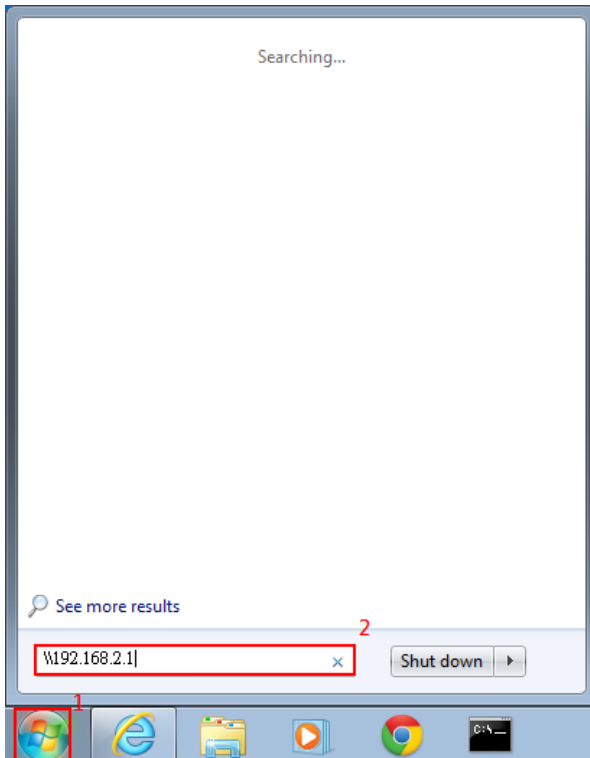 Searching...
See more results
2
\\192.168.2.1
Shut down
1
C:\_